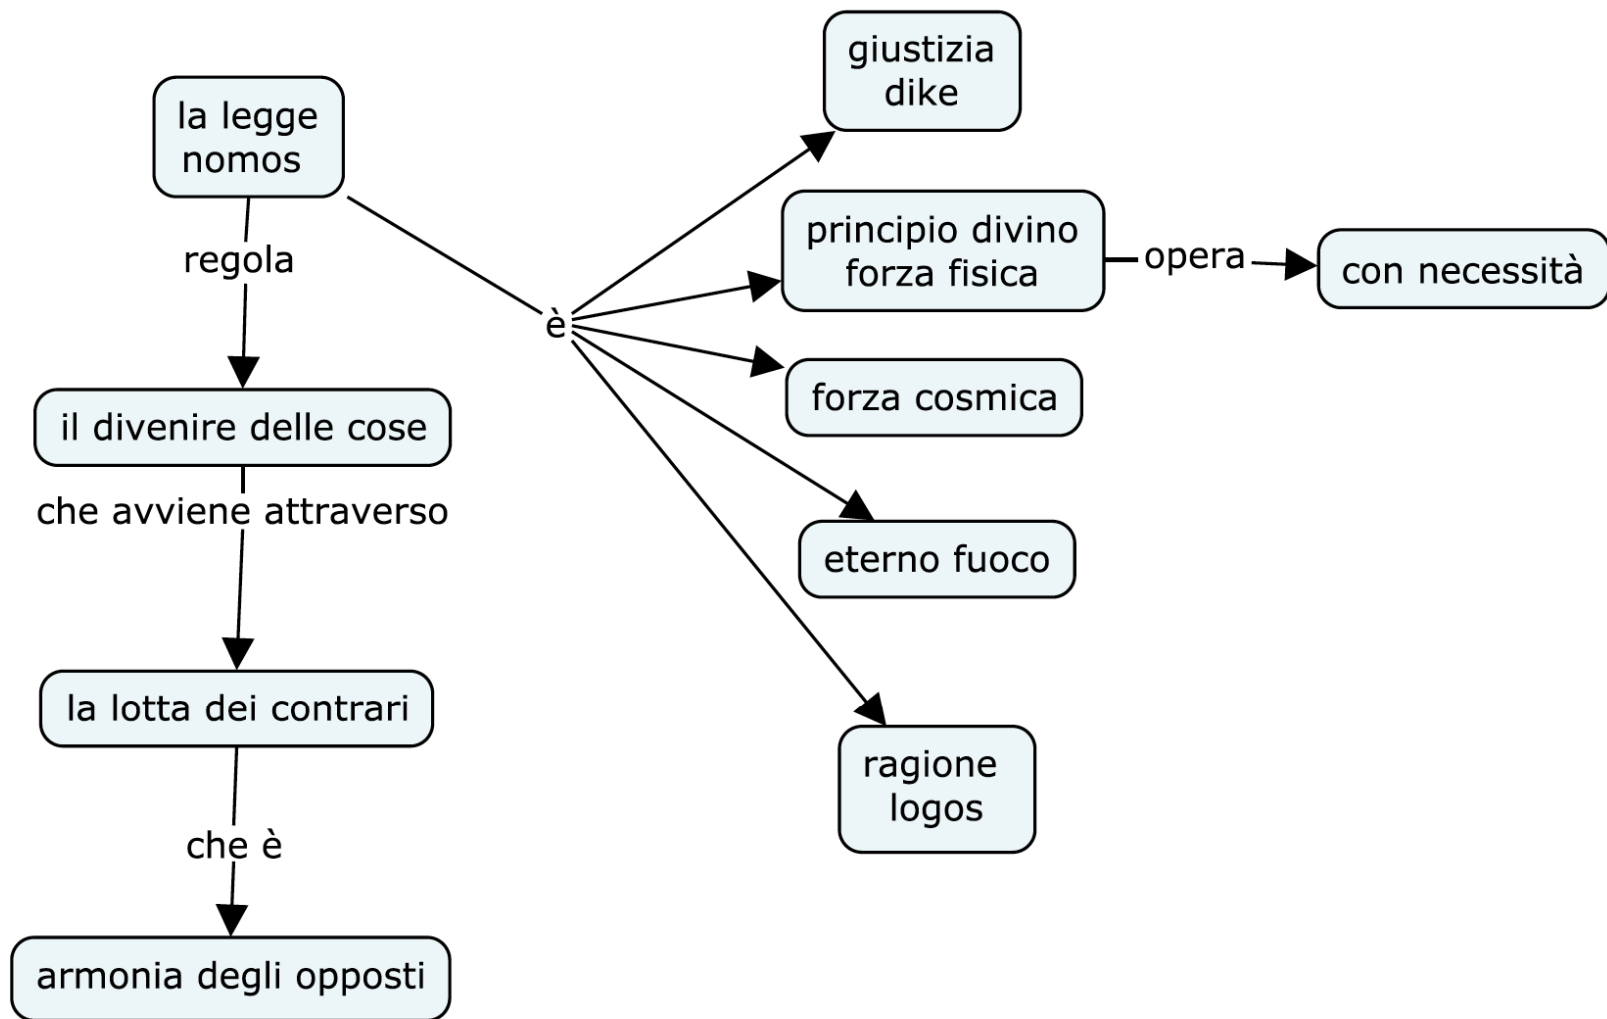 la legge
nomos
regola
il divenire delle cose
che avviene attraverso
la lotta dei contrari
che è
armonia degli opposti
è
giustizia
dike
principio divino
forza fisica
opera
con necessità
forza cosmica
eterno fuoco
ragione
logos